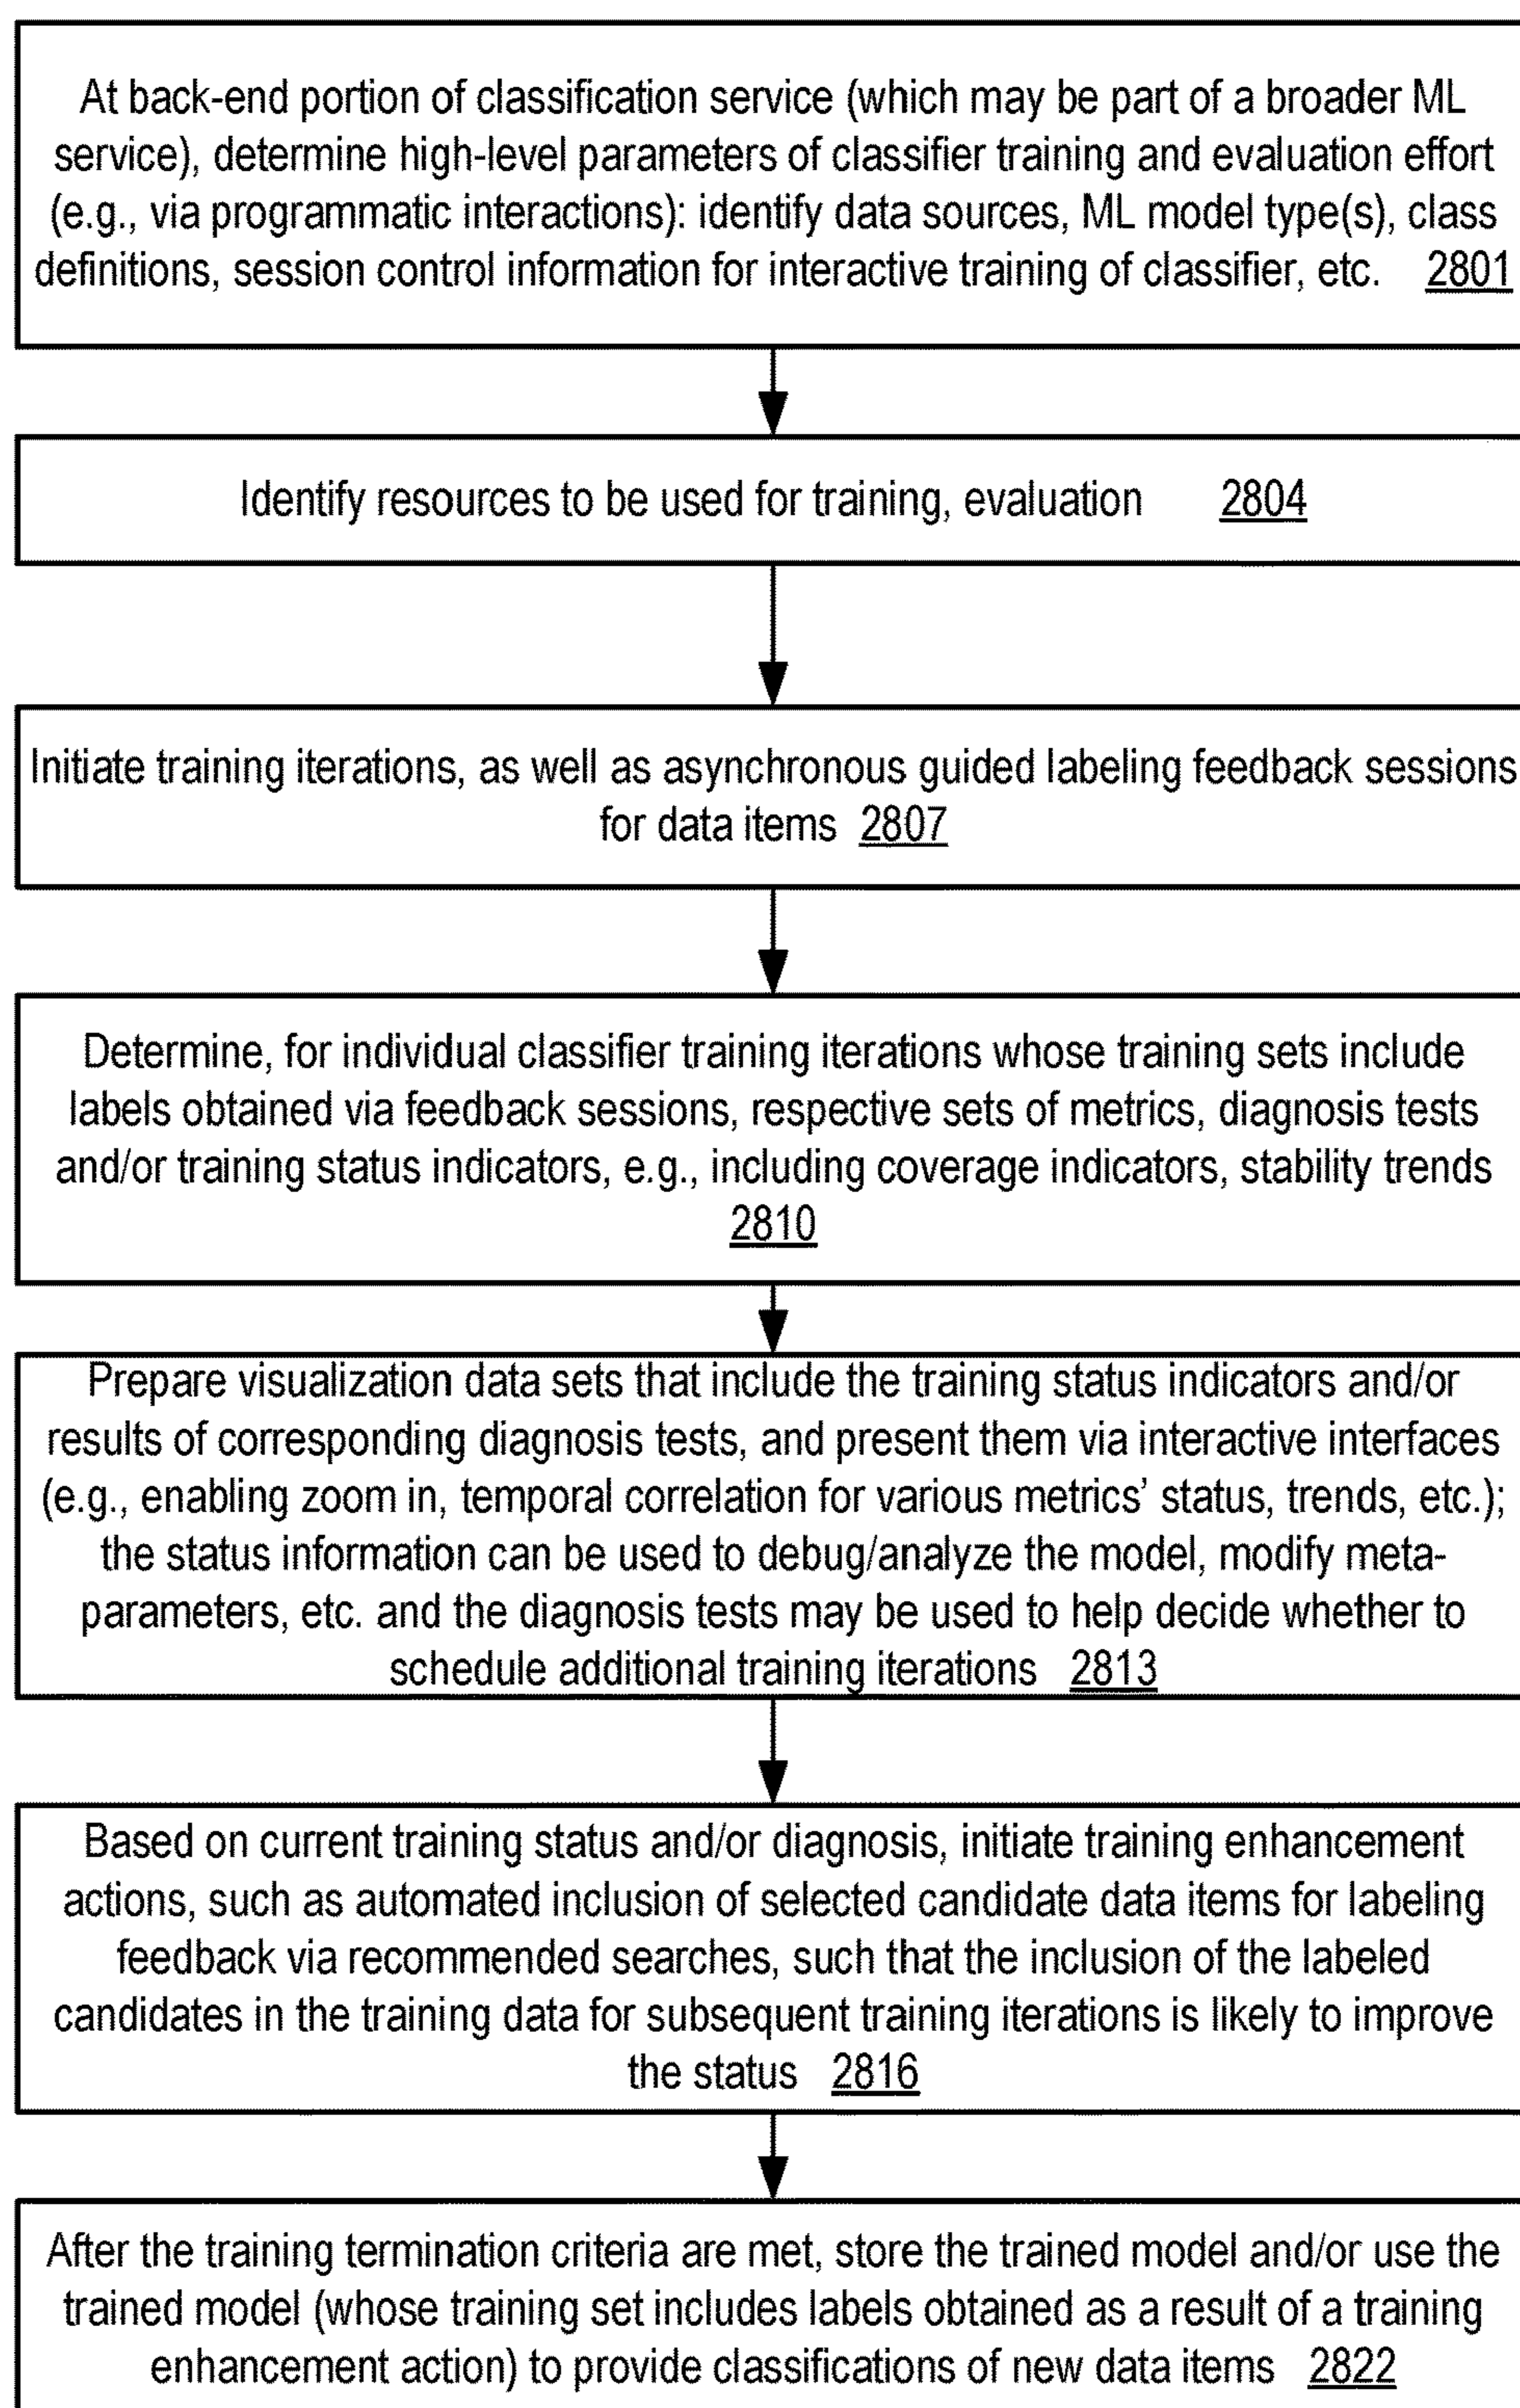 At back-end portion of classification service (which may be part of a broader ML
service), determine high-level parameters of classifier training and evaluation effort
(e.g., via programmatic interactions): identify data sources, ML model type(s), class
definitions, session control information for interactive training of classifier, etc. 2801
Identify resources to be used for training, evaluation 2804
Initiate training iterations, as well as asynchronous guided labeling feedback sessions
for data items 2807
Determine, for individual classifier training iterations whose training sets include
labels obtained via feedback sessions, respective sets of metrics, diagnosis tests
and/or training status indicators, e.g., including coverage indicators, stability trends
2810
Prepare visualization data sets that include the training status indicators and/or
results of corresponding diagnosis tests, and present them via interactive interfaces
(e.g., enabling zoom in, temporal correlation for various metrics' status, trends, etc.);
the status information can be used to debug/analyze the model, modify meta-
parameters, etc. and the diagnosis tests may be used to help decide whether to
schedule additional training iterations 2813
Based on current training status and/or diagnosis, initiate training enhancement
actions, such as automated inclusion of selected candidate data items for labeling
feedback via recommended searches, such that the inclusion of the labeled
candidates in the training data for subsequent training iterations is likely to improve
the status 2816
After the training termination criteria are met, store the trained model and/or use the
trained model (whose training set includes labels obtained as a result of a training
enhancement action) to provide classifications of new data items 2822